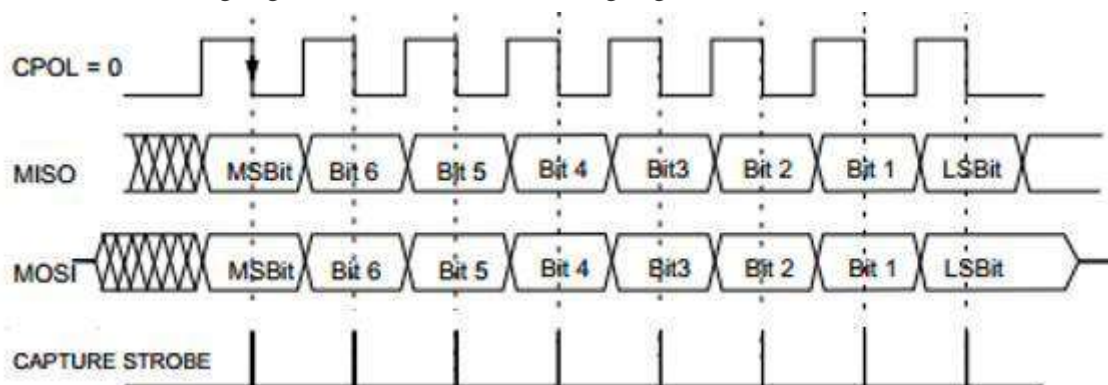 CPOL = 0
MISO MSBit Bit 6 Bit 5 Bit 4 Bit3 Bit 2 Bit 1 LSBit
MOSI MSBit Bit 6 Bit 5 Bit 4 Bit3 Bit 2 Bit 1 LSBit
CAPTURE STROBE